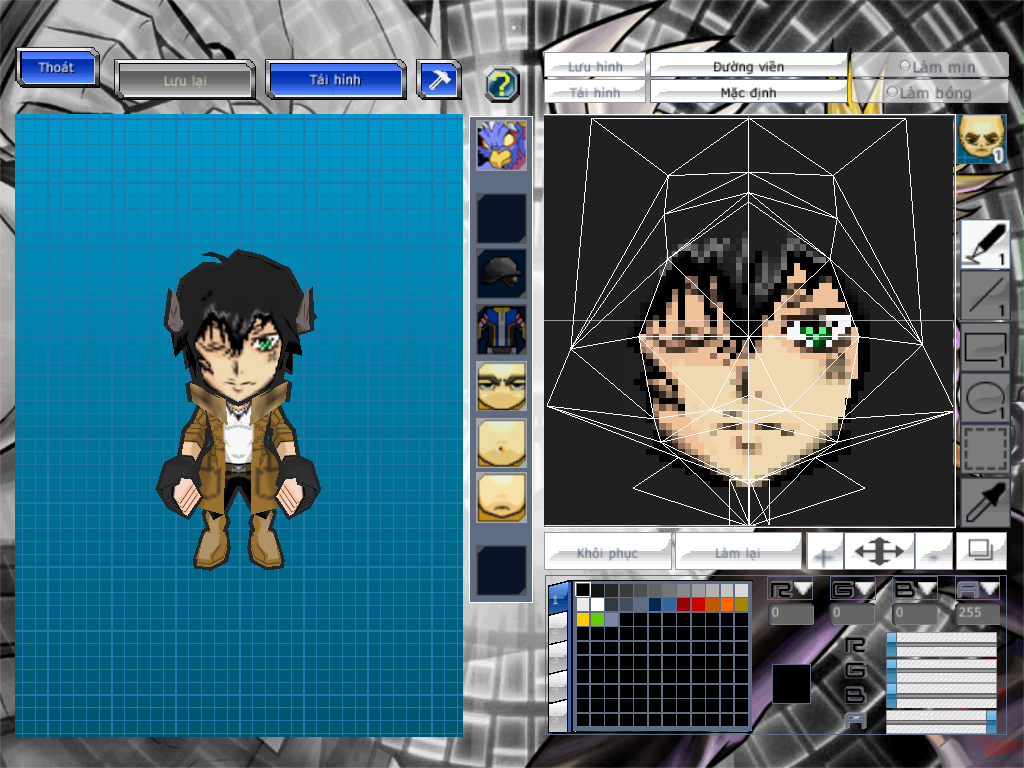 Thoát
Lưu lại
Tải hình
?
Lưu hình
Đường viền
Làm mịn
Tải hình
Mặc định
Làm bóng
1
1
1
1
1
Khôi phục
Làm lại
+
-
1
R
G
B
A
0
0
0
255
R
G
B
A